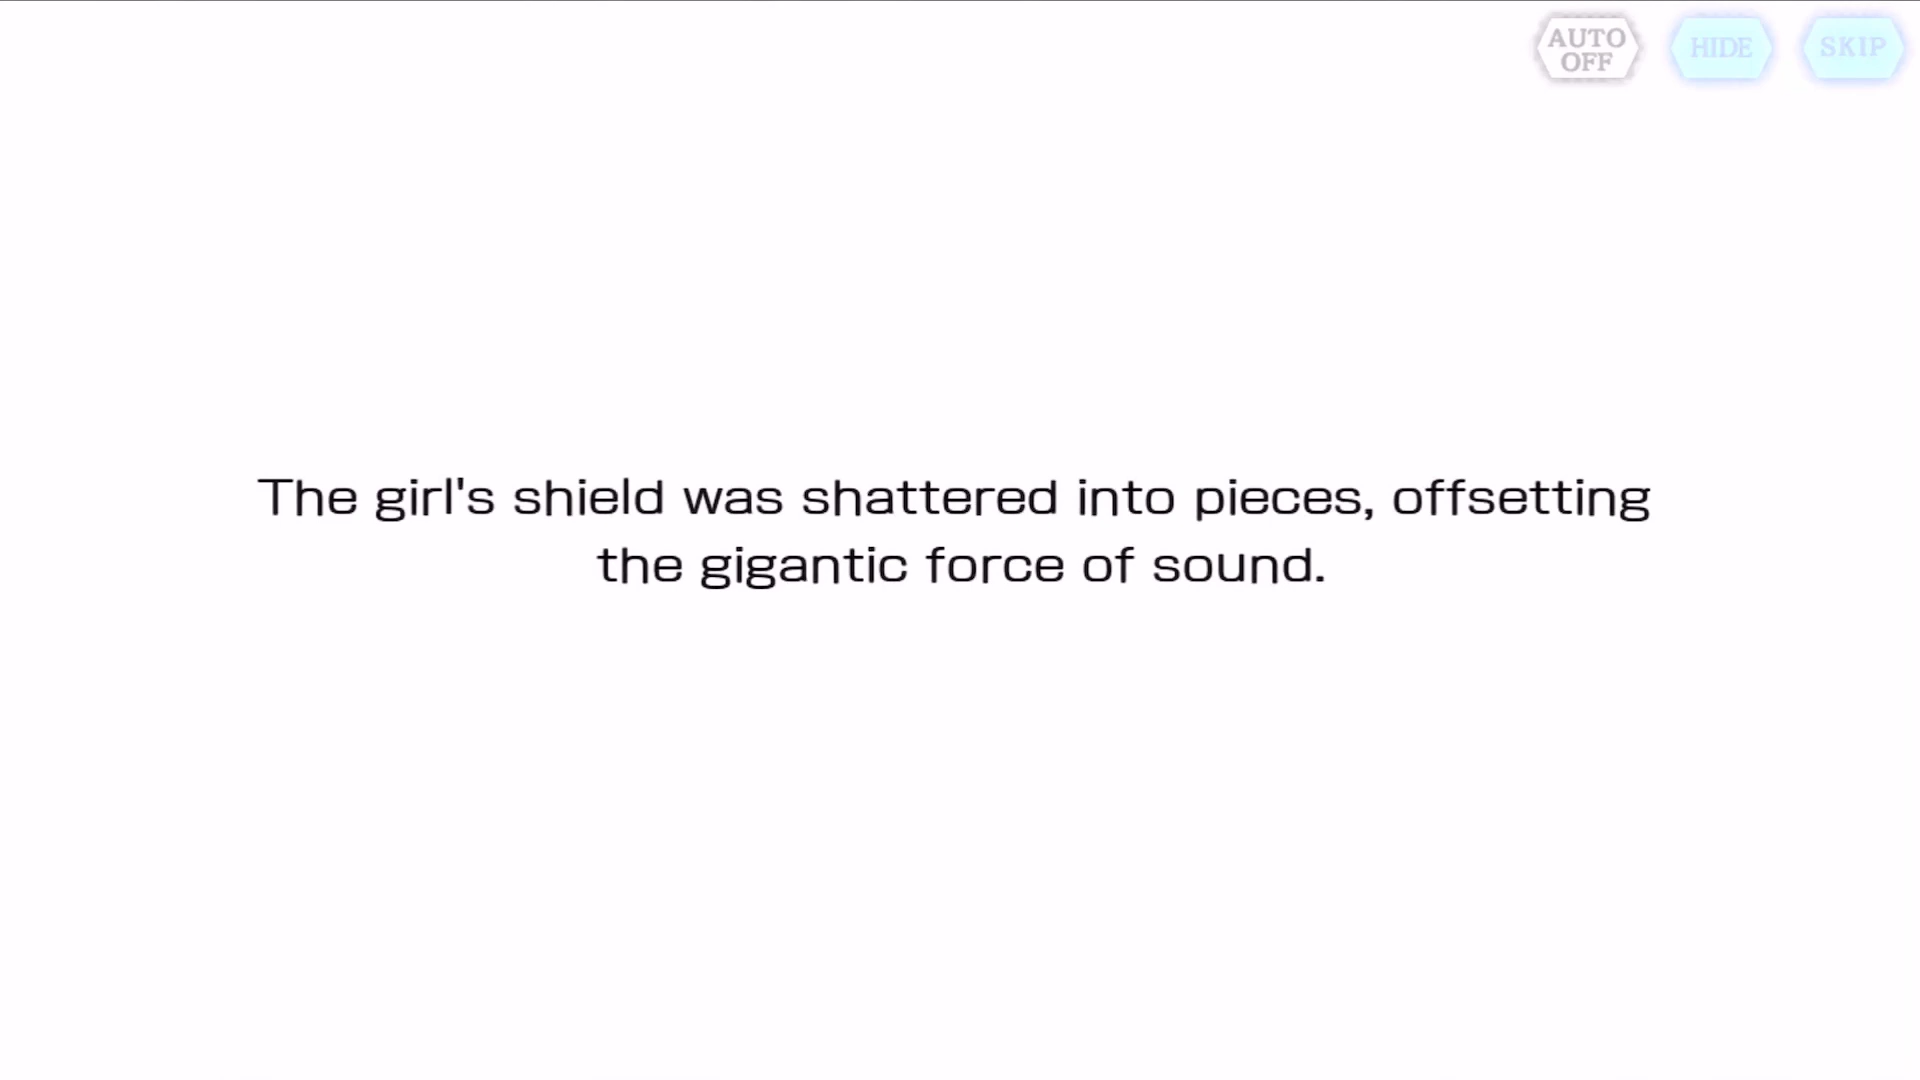 AUTO
OFF
HIDE
SKIP
The girl's shield was shattered into pieces, offsetting
the gigantic force of sound.